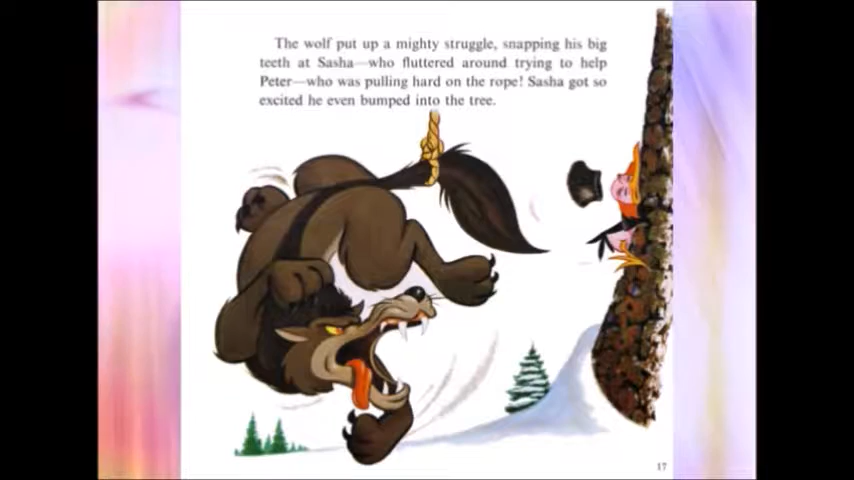 The wolf put up a mighty struggle, snapping his big
teeth at Sasha—who fluttered around trying to help
Peter—who was pulling hard on the rope! Sasha got so
excited he even bumped into the tree.
17